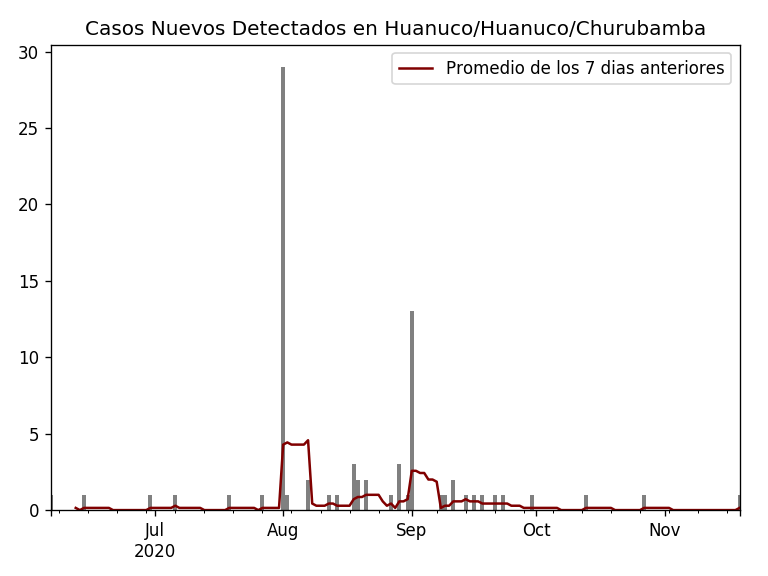 Casos Nuevos Detectados en Huanuco/Huanuco/Churubamba
Promedio de los 7 dias anteriores
30
25
20
15
10
5
0
Jul
2020
Aug
Sep
Oct
Nov